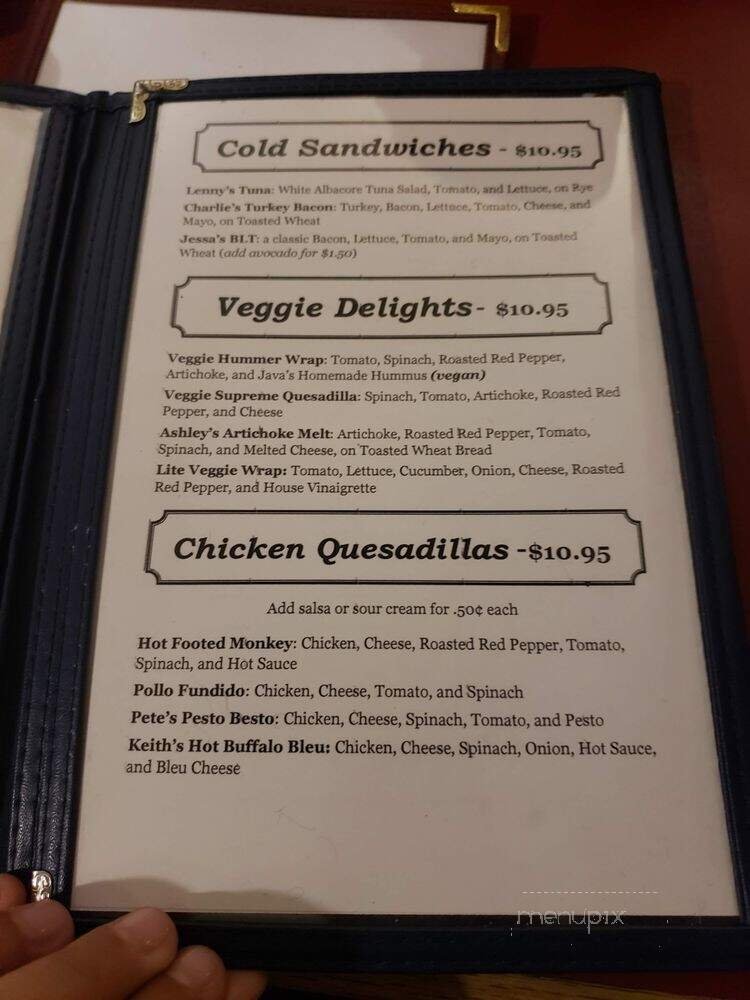 Cold Sandwiches - $10.95
Lenny's Tuna: White Albacore Tuna Salad, Tomato, and Lettuce, on Rye
Charlie's Turkey Bacon: Turkey, Bacon, Lettuce, Tomato, Cheese, and
Mayo, on Toasted Wheat
Jessa's BLT: a classic Bacon, Lettuce, Tomato, and Mayo, on Toasted
Wheat (add avocado for $1.50)
Veggie Delights- $10.95
Veggie Hummer Wrap: Tomato, Spinach, Roasted Red Pepper,
Artichoke, and Java's Homemade Hummus (vegan)
Veggie Supreme Quesadilla: Spinach, Tomato, Artichoke, Roasted Red
Pepper, and Cheese
Ashley's Artichoke Melt: Artichoke, Roasted Red Pepper, Tomato,
Spinach, and Melted Cheese, on Toasted Wheat Bread
Lite Veggie Wrap: Tomato, Lettuce, Cucumber, Onion, Cheese, Roasted
Red Pepper, and House Vinaigrette
Chicken Quesadillas -$10.95
Add salsa or sour cream for .50¢ each
Hot Footed Monkey: Chicken, Cheese, Roasted Red Pepper, Tomato,
Spinach, and Hot Sauce
Pollo Fundido: Chicken, Cheese, Tomato, and Spinach
Pete's Pesto Besto: Chicken, Cheese, Spinach, Tomato, and Pesto
Keith's Hot Buffalo Bleu: Chicken, Cheese, Spinach, Onion, Hot Sauce,
and Bleu Cheese
menupix